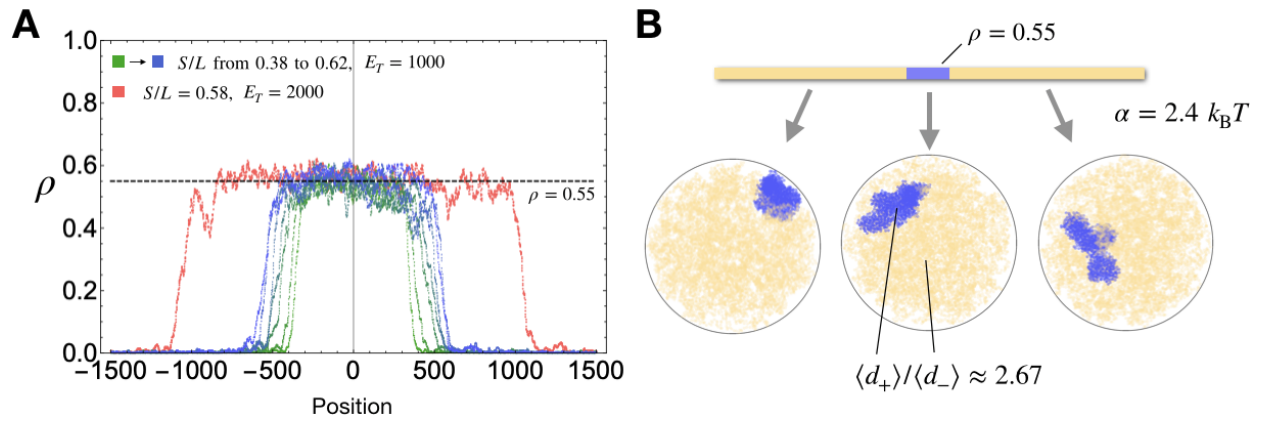 A
1.0
0.8
0.6
0.4
0.2
0.0
ρ
S/L from 0.38 to 0.62, E_T = 1000
S/L = 0.58, E_T = 2000
ρ = 0.55
−1500 −1000 −500 0 500 1000 1500
Position
B
ρ = 0.55
α = 2.4 k_BT
⟨d_+⟩/⟨d_−⟩ ≈ 2.67